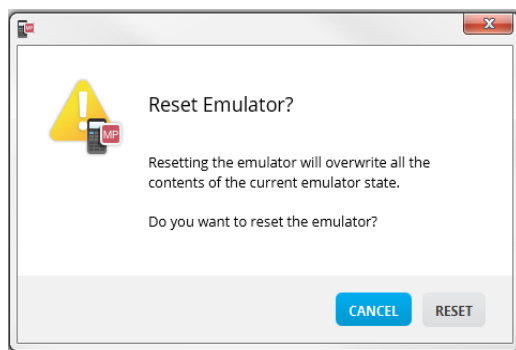 MP
Reset Emulator?
MP
Resetting the emulator will overwrite all the
contents of the current emulator state.
Do you want to reset the emulator?
CANCEL RESET